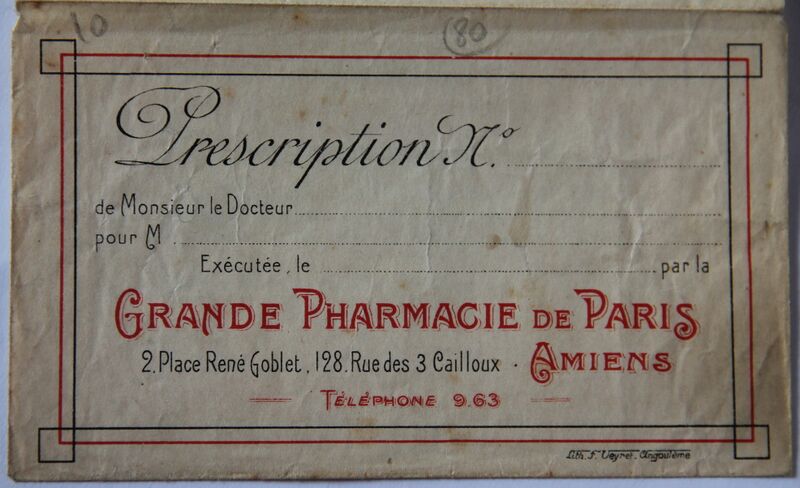 10
80
Prescription N.º
de Monsieur le Docteur
pour M
Exécutée, le par la
GRANDE PHARMACIE DE PARIS
2, Place René Goblet, 128, Rue des 3 Cailloux · AMIENS
TÉLÉPHONE 9.63
Lith. F. Veyret. Angoulême